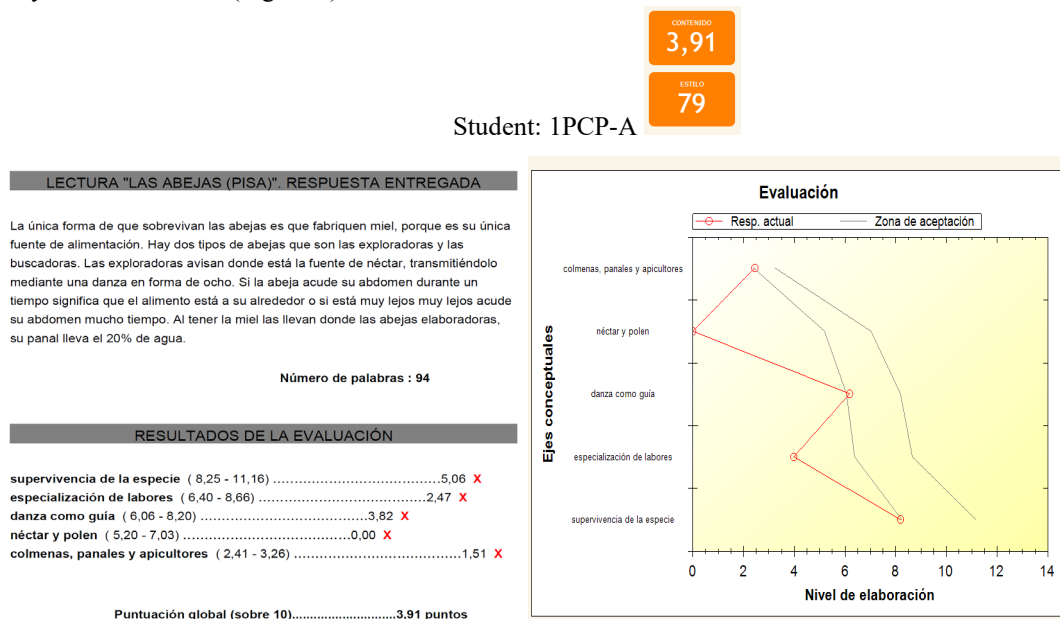 CONTENIDO
3,91
ESTILO
79
Student: 1PCP-A
LECTURA "LAS ABEJAS (PISA)". RESPUESTA ENTREGADA
La única forma de que sobrevivan las abejas es que fabriquen miel, porque es su única
fuente de alimentación. Hay dos tipos de abejas que son las exploradoras y las
buscadoras. Las exploradoras avisan donde está la fuente de néctar, transmitiéndolo
mediante una danza en forma de ocho. Si la abeja acude su abdomen durante un
tiempo significa que el alimento está a su alrededor o si está muy lejos muy lejos acude
su abdomen mucho tiempo. Al tener la miel las llevan donde las abejas elaboradoras,
su panal lleva el 20% de agua.
Número de palabras : 94
RESULTADOS DE LA EVALUACIÓN
supervivencia de la especie ( 8,25 - 11,16) ..........................................5,06 X
especialización de labores ( 6,40 - 8,66) ..........................................2,47 X
danza como guía ( 6,06 - 8,20) ..........................................3,82 X
néctar y polen ( 5,20 - 7,03) ..........................................0,00 X
colmenas, panales y apicultores ( 2,41 - 3,26) ..........................................1,51 X
Puntuación global (sobre 10)............................3,91 puntos
Evaluación
Resp. actual Zona de aceptación
Ejes conceptuales
colmenas, panales y apicultores
néctar y polen
danza como guía
especialización de labores
supervivencia de la especie
0 2 4 6 8 10 12 14
Nivel de elaboración